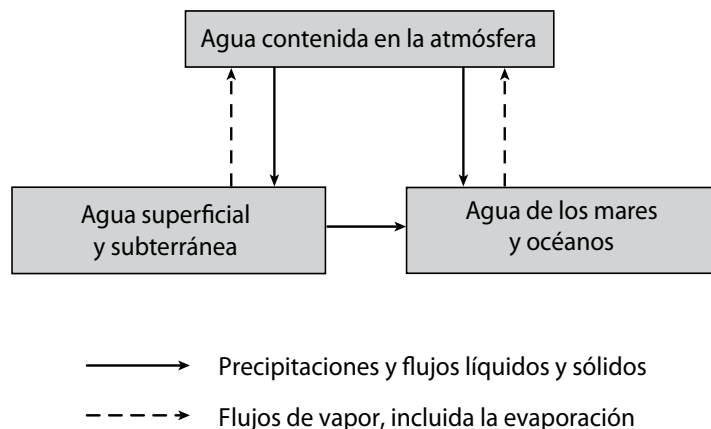 Agua contenida en la atmósfera
Agua superficial
y subterránea
Agua de los mares
y océanos
Precipitaciones y flujos líquidos y sólidos
Flujos de vapor, incluida la evaporación